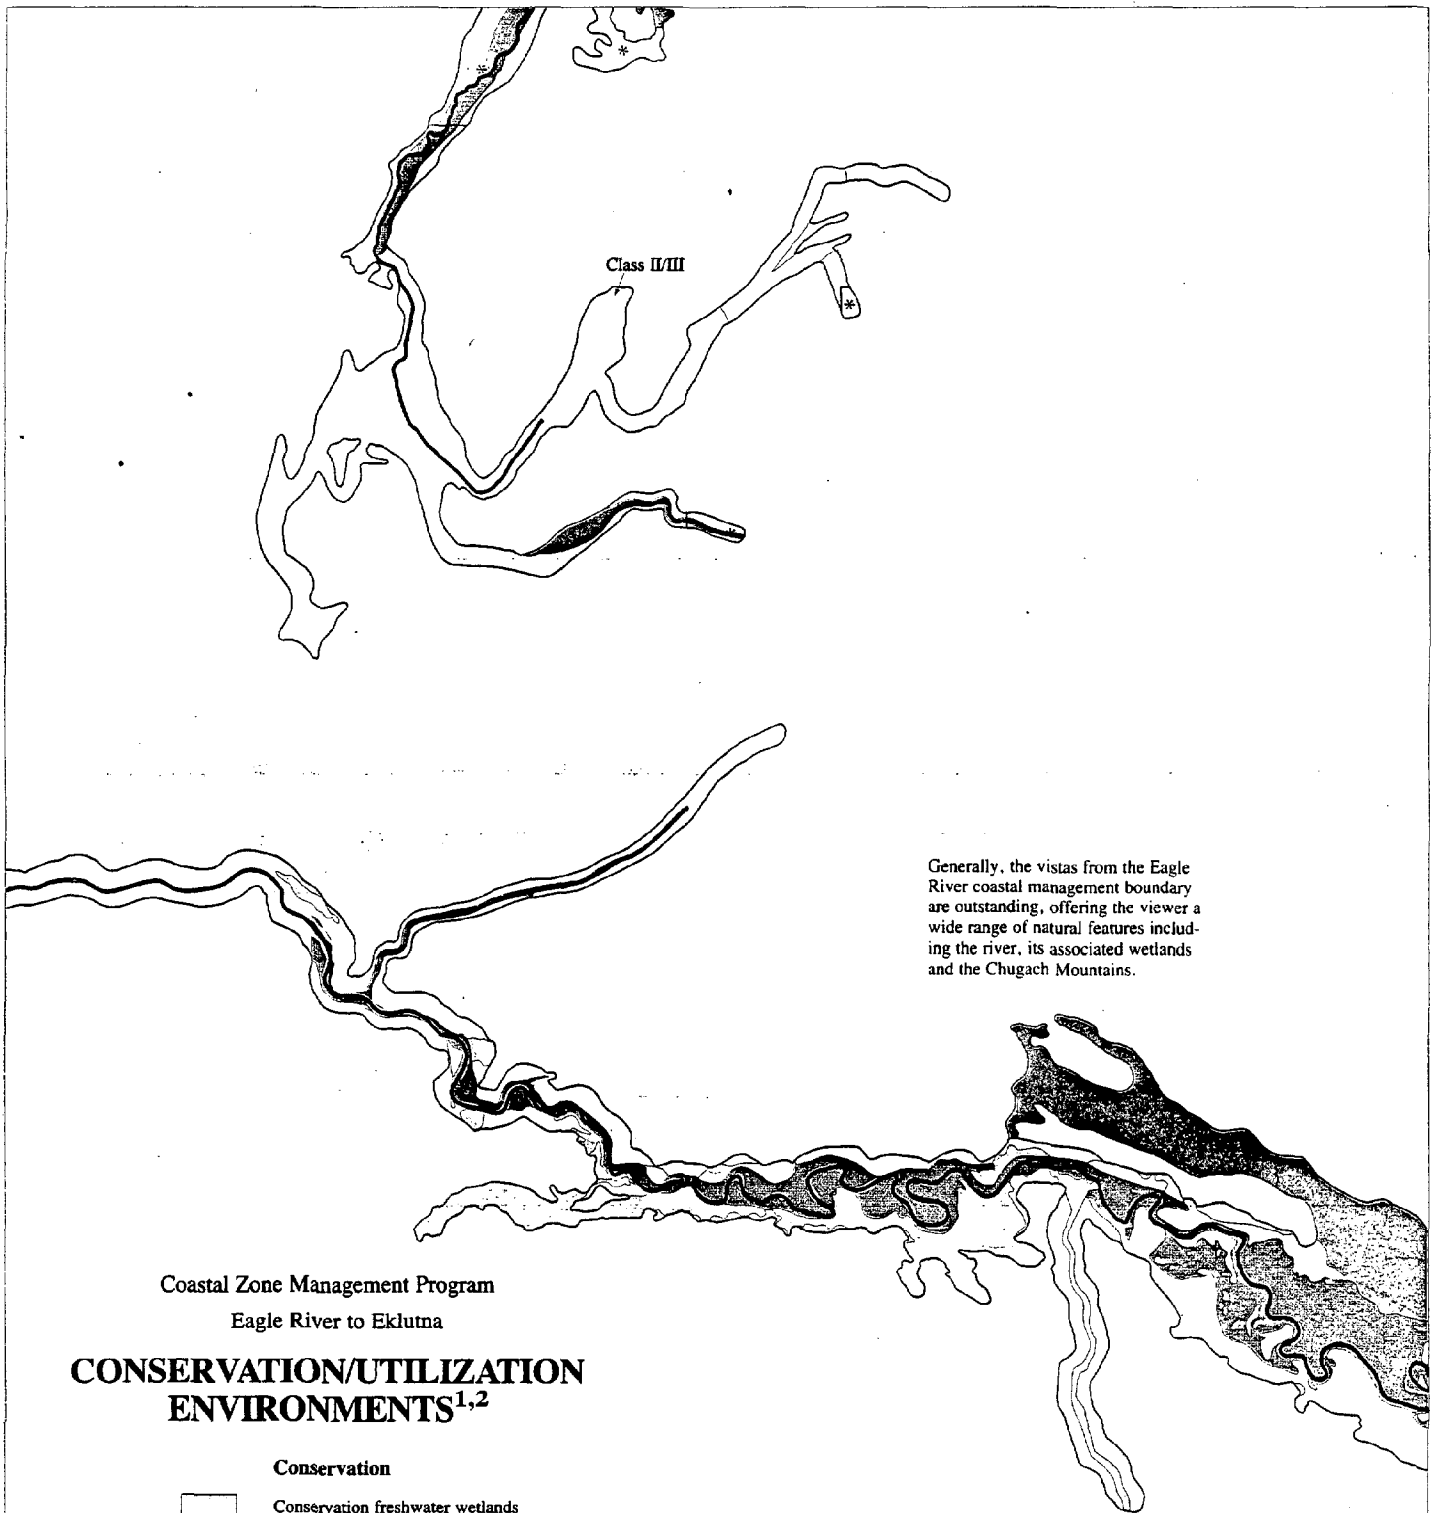 *
*
Class II/III
*
Generally, the vistas from the Eagle
River coastal management boundary
are outstanding, offering the viewer a
wide range of natural features includ-
ing the river, its associated wetlands
and the Chugach Mountains.
Coastal Zone Management Program
Eagle River to Eklutna
CONSERVATION/UTILIZATION
ENVIRONMENTS1,2
Conservation
Conservation freshwater wetlands